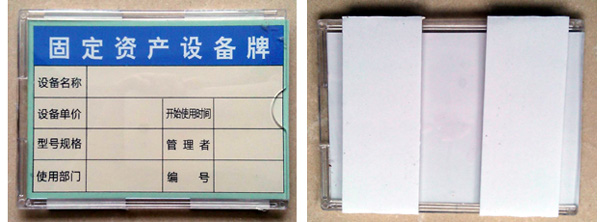 固定资产设备牌
设备名称
设备单价 开始使用时间
型号规格 管理者
使用部门 编号